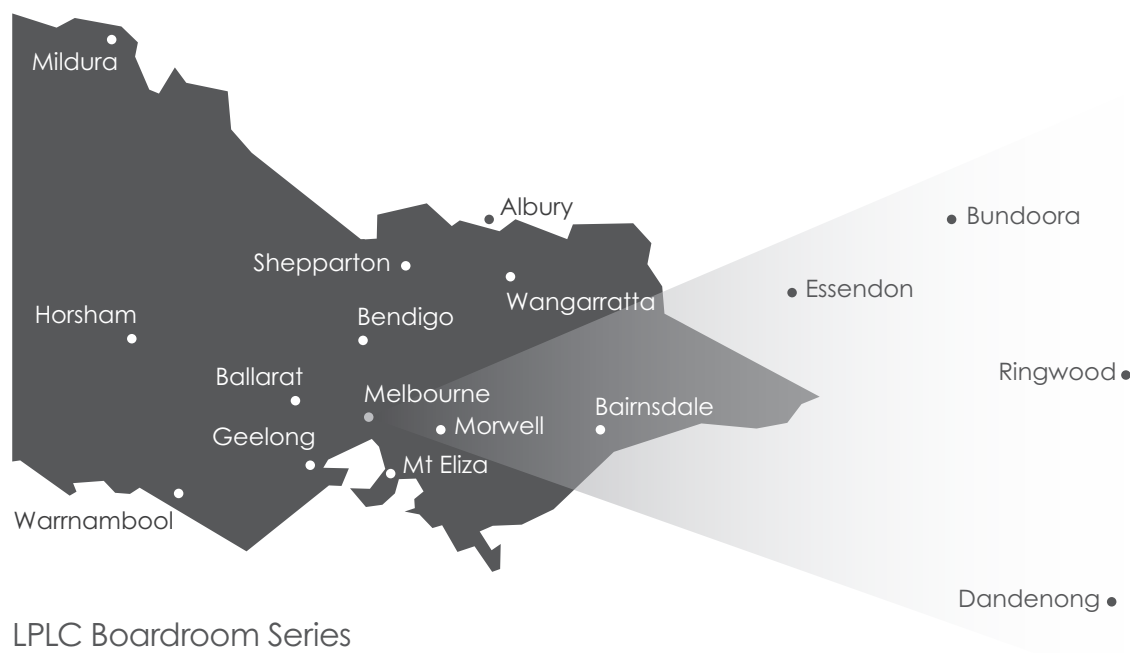 Mildura
Albury
Bundoora
Shepparton
Wangarratta
Essendon
Horsham
Bendigo
Ringwood
Ballarat
Melbourne
Bairnsdale
Morwell
Geelong
Mt Eliza
Warrnambool
Dandenong
LPLC Boardroom Series